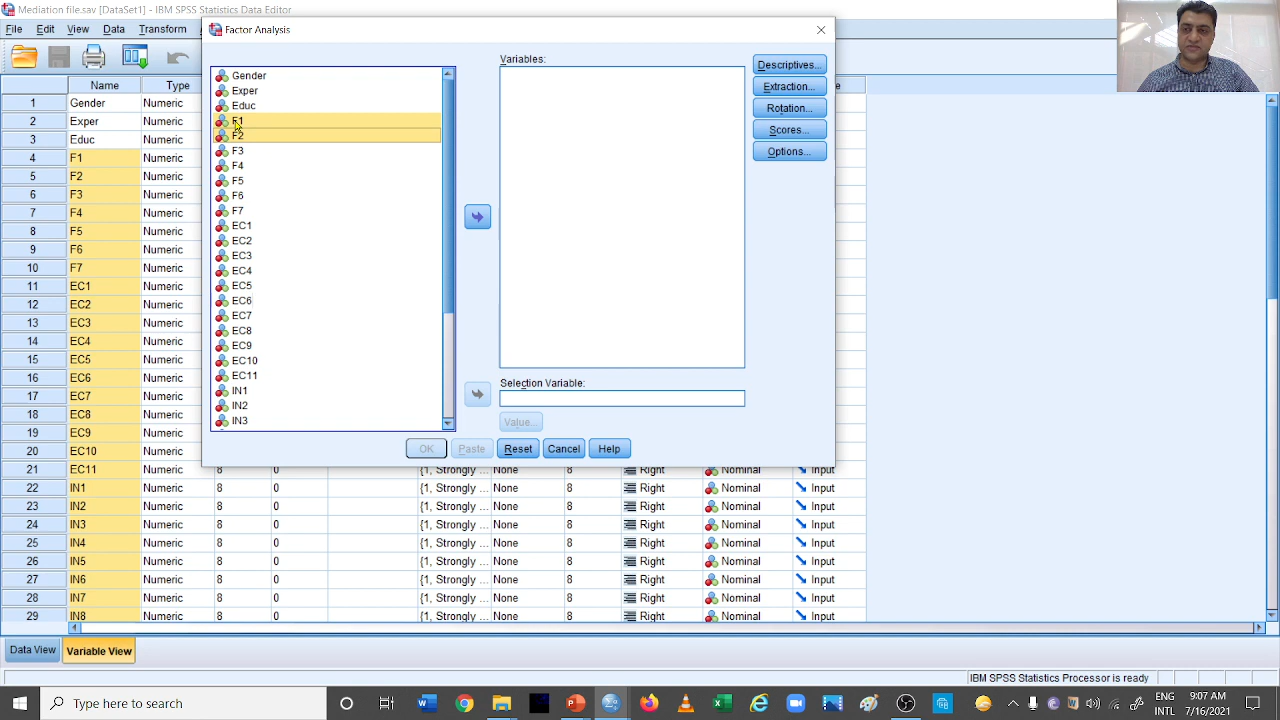 Mediation file.sav [DataSet1] - IBM SPSS Statistics Data Editor
File Edit View Data Transform
Factor Analysis
Variables:
Gender
Exper
Educ
F1
F2
F3
F4
F5
F6
F7
EC1
EC2
EC3
EC4
EC5
EC6
EC7
EC8
EC9
EC10
EC11
IN1
IN2
IN3
Descriptives...
Extraction...
Rotation...
Scores...
Options...
Selection Variable:
Value...
OK Paste Reset Cancel Help
Name Type
1 Gender Numeric
2 Exper Numeric
3 Educ Numeric
4 F1 Numeric
5 F2 Numeric
6 F3 Numeric
7 F4 Numeric
8 F5 Numeric
9 F6 Numeric
10 F7 Numeric
11 EC1 Numeric
12 EC2 Numeric
13 EC3 Numeric
14 EC4 Numeric
15 EC5 Numeric
16 EC6 Numeric
17 EC7 Numeric
18 EC8 Numeric
19 EC9 Numeric
20 EC10 Numeric
21 EC11 Numeric 8 0 {1, Strongly ... None 8 Right Nominal Input
22 IN1 Numeric 8 0 {1, Strongly ... None 8 Right Nominal Input
23 IN2 Numeric 8 0 {1, Strongly ... None 8 Right Nominal Input
24 IN3 Numeric 8 0 {1, Strongly ... None 8 Right Nominal Input
25 IN4 Numeric 8 0 {1, Strongly ... None 8 Right Nominal Input
26 IN5 Numeric 8 0 {1, Strongly ... None 8 Right Nominal Input
27 IN6 Numeric 8 0 {1, Strongly ... None 8 Right Nominal Input
28 IN7 Numeric 8 0 {1, Strongly ... None 8 Right Nominal Input
29 IN8 Numeric 8 0 {1, Strongly ... None 8 Right Nominal Input
Data View Variable View
IBM SPSS Statistics Processor is ready
Type here to search
ENG 9:07 AM
INTL 7/16/2021